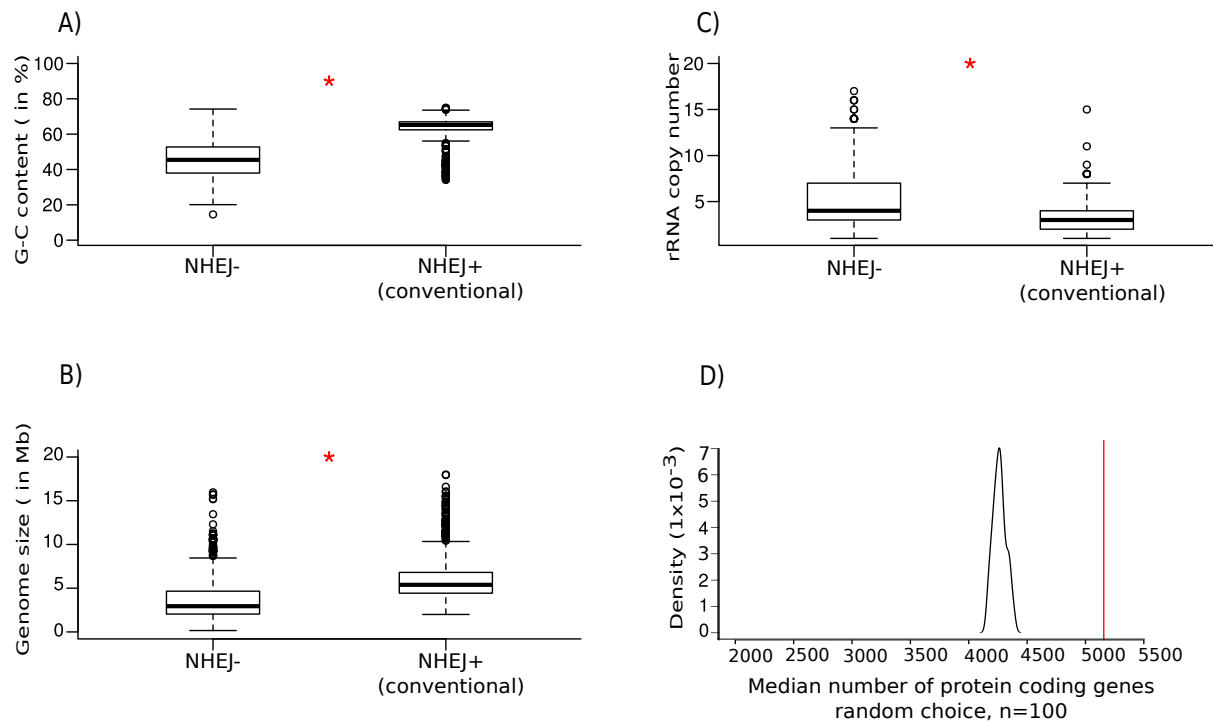 A)
G-C content ( in %)
100
80
60
40
20
0
*
NHEJ-
NHEJ+
(conventional)
C)
rRNA copy number
20
15
10
5
*
NHEJ-
NHEJ+
(conventional)
B)
Genome size ( in Mb)
20
15
10
5
0
*
NHEJ-
NHEJ+
(conventional)
D)
Density (1x10⁻³)
7
6
5
4
3
2
1
0
2000 2500 3000 3500 4000 4500 5000 5500
Median number of protein coding genes
random choice, n=100